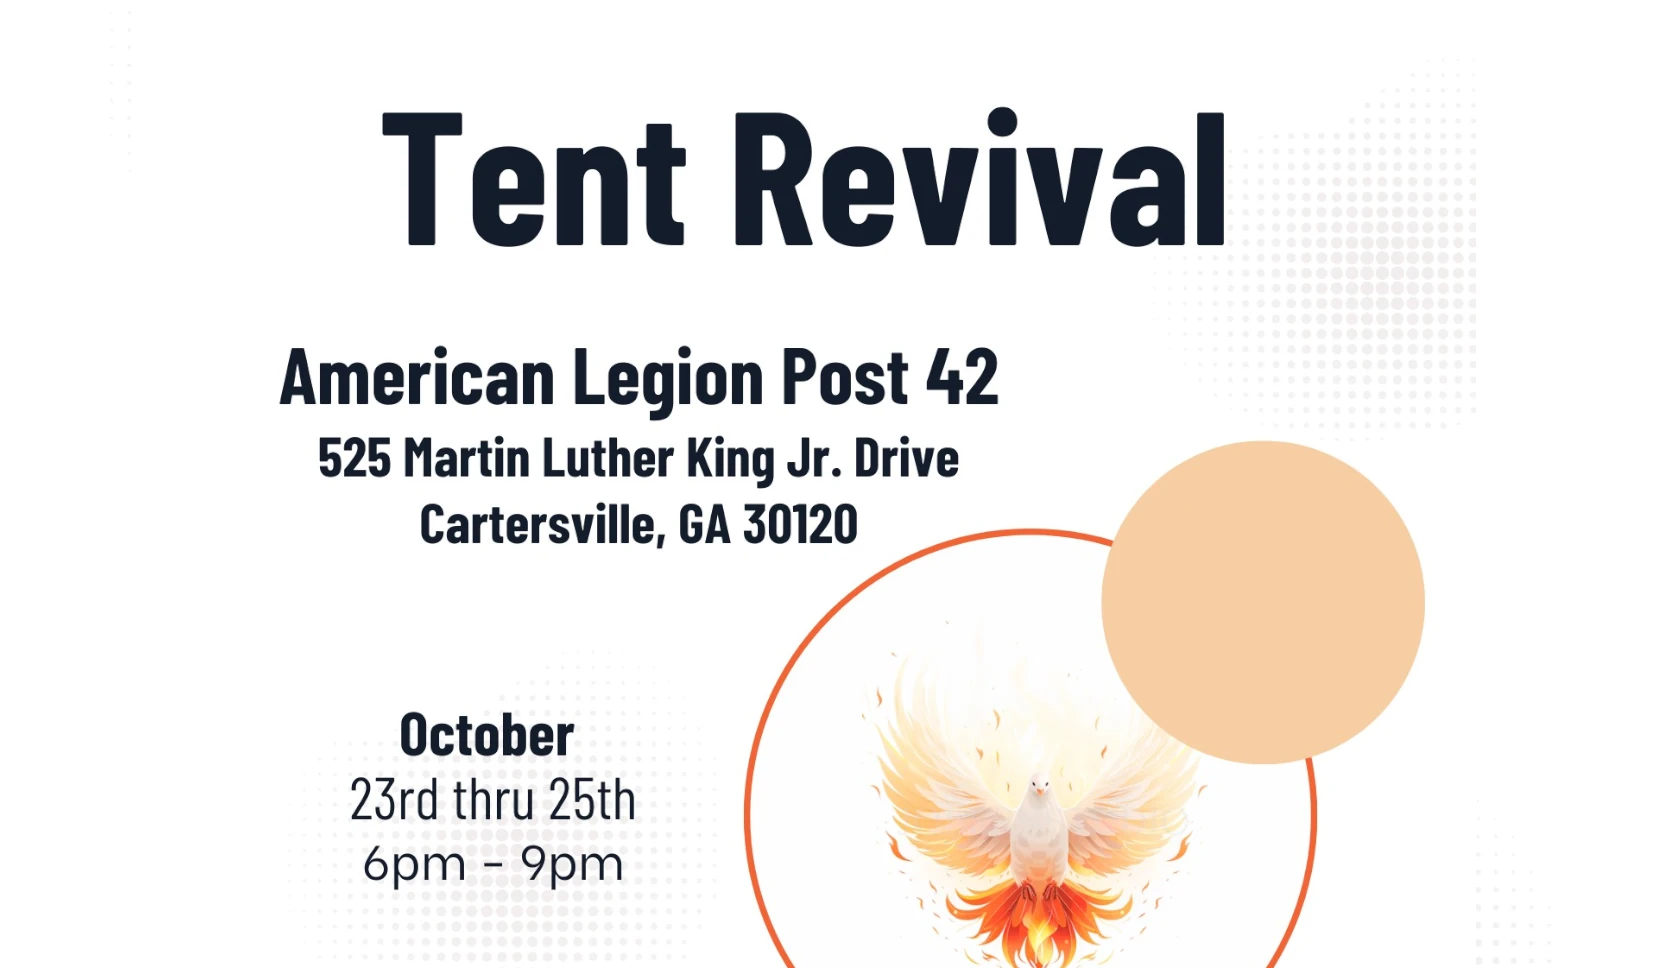 Tent Revival
American Legion Post 42
525 Martin Luther King Jr. Drive
Cartersville, GA 30120
October
23rd thru 25th
6pm - 9pm